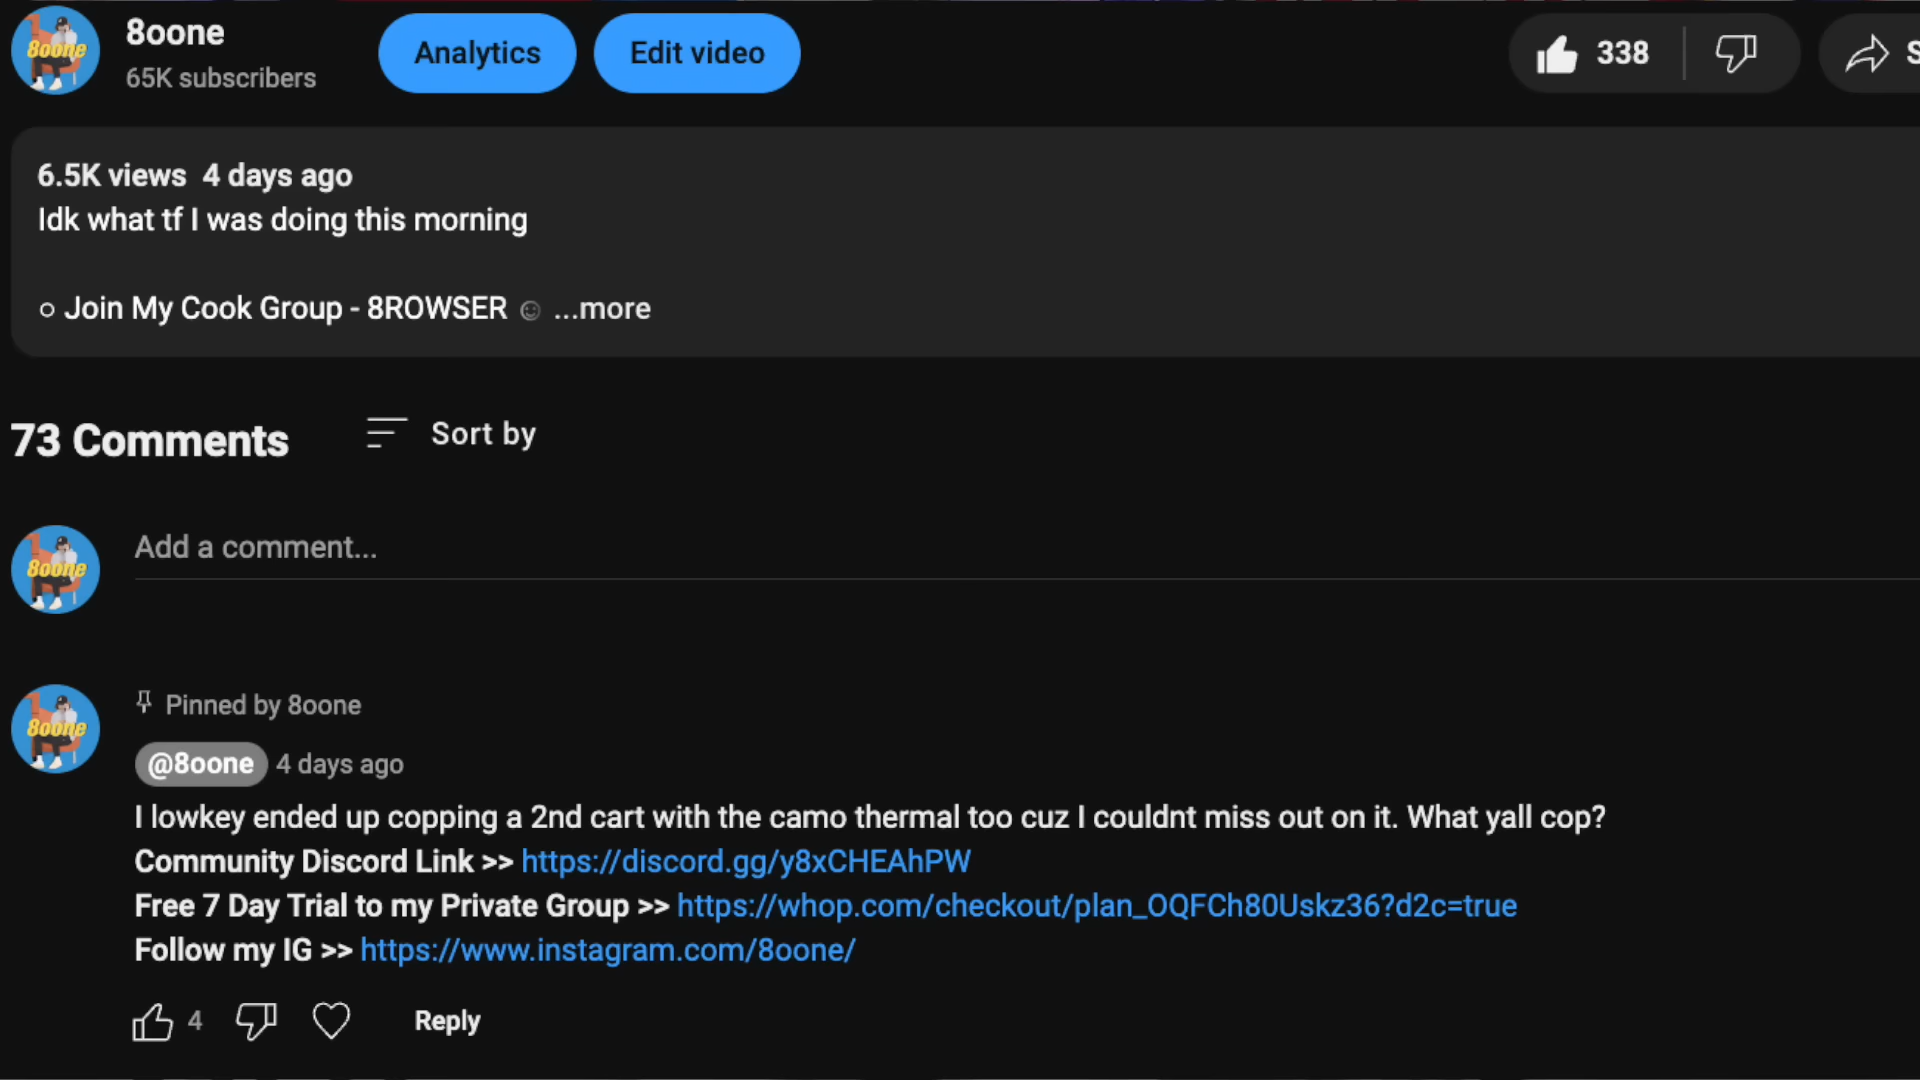 8oone
65K subscribers
Analytics
Edit video
338
6.5K views 4 days ago
Idk what tf I was doing this morning
○ Join My Cook Group - 8ROWSER ☺ ...more
73 Comments
Sort by
8oone
Add a comment...
8oone
Pinned by 8oone
@8oone 4 days ago
I lowkey ended up copping a 2nd cart with the camo thermal too cuz I couldnt miss out on it. What yall cop?
Community Discord Link >> https://discord.gg/y8xCHEAhPW
Free 7 Day Trial to my Private Group >> https://whop.com/checkout/plan_OQFCh80Uskz36?d2c=true
Follow my IG >> https://www.instagram.com/8oone/
4
Reply